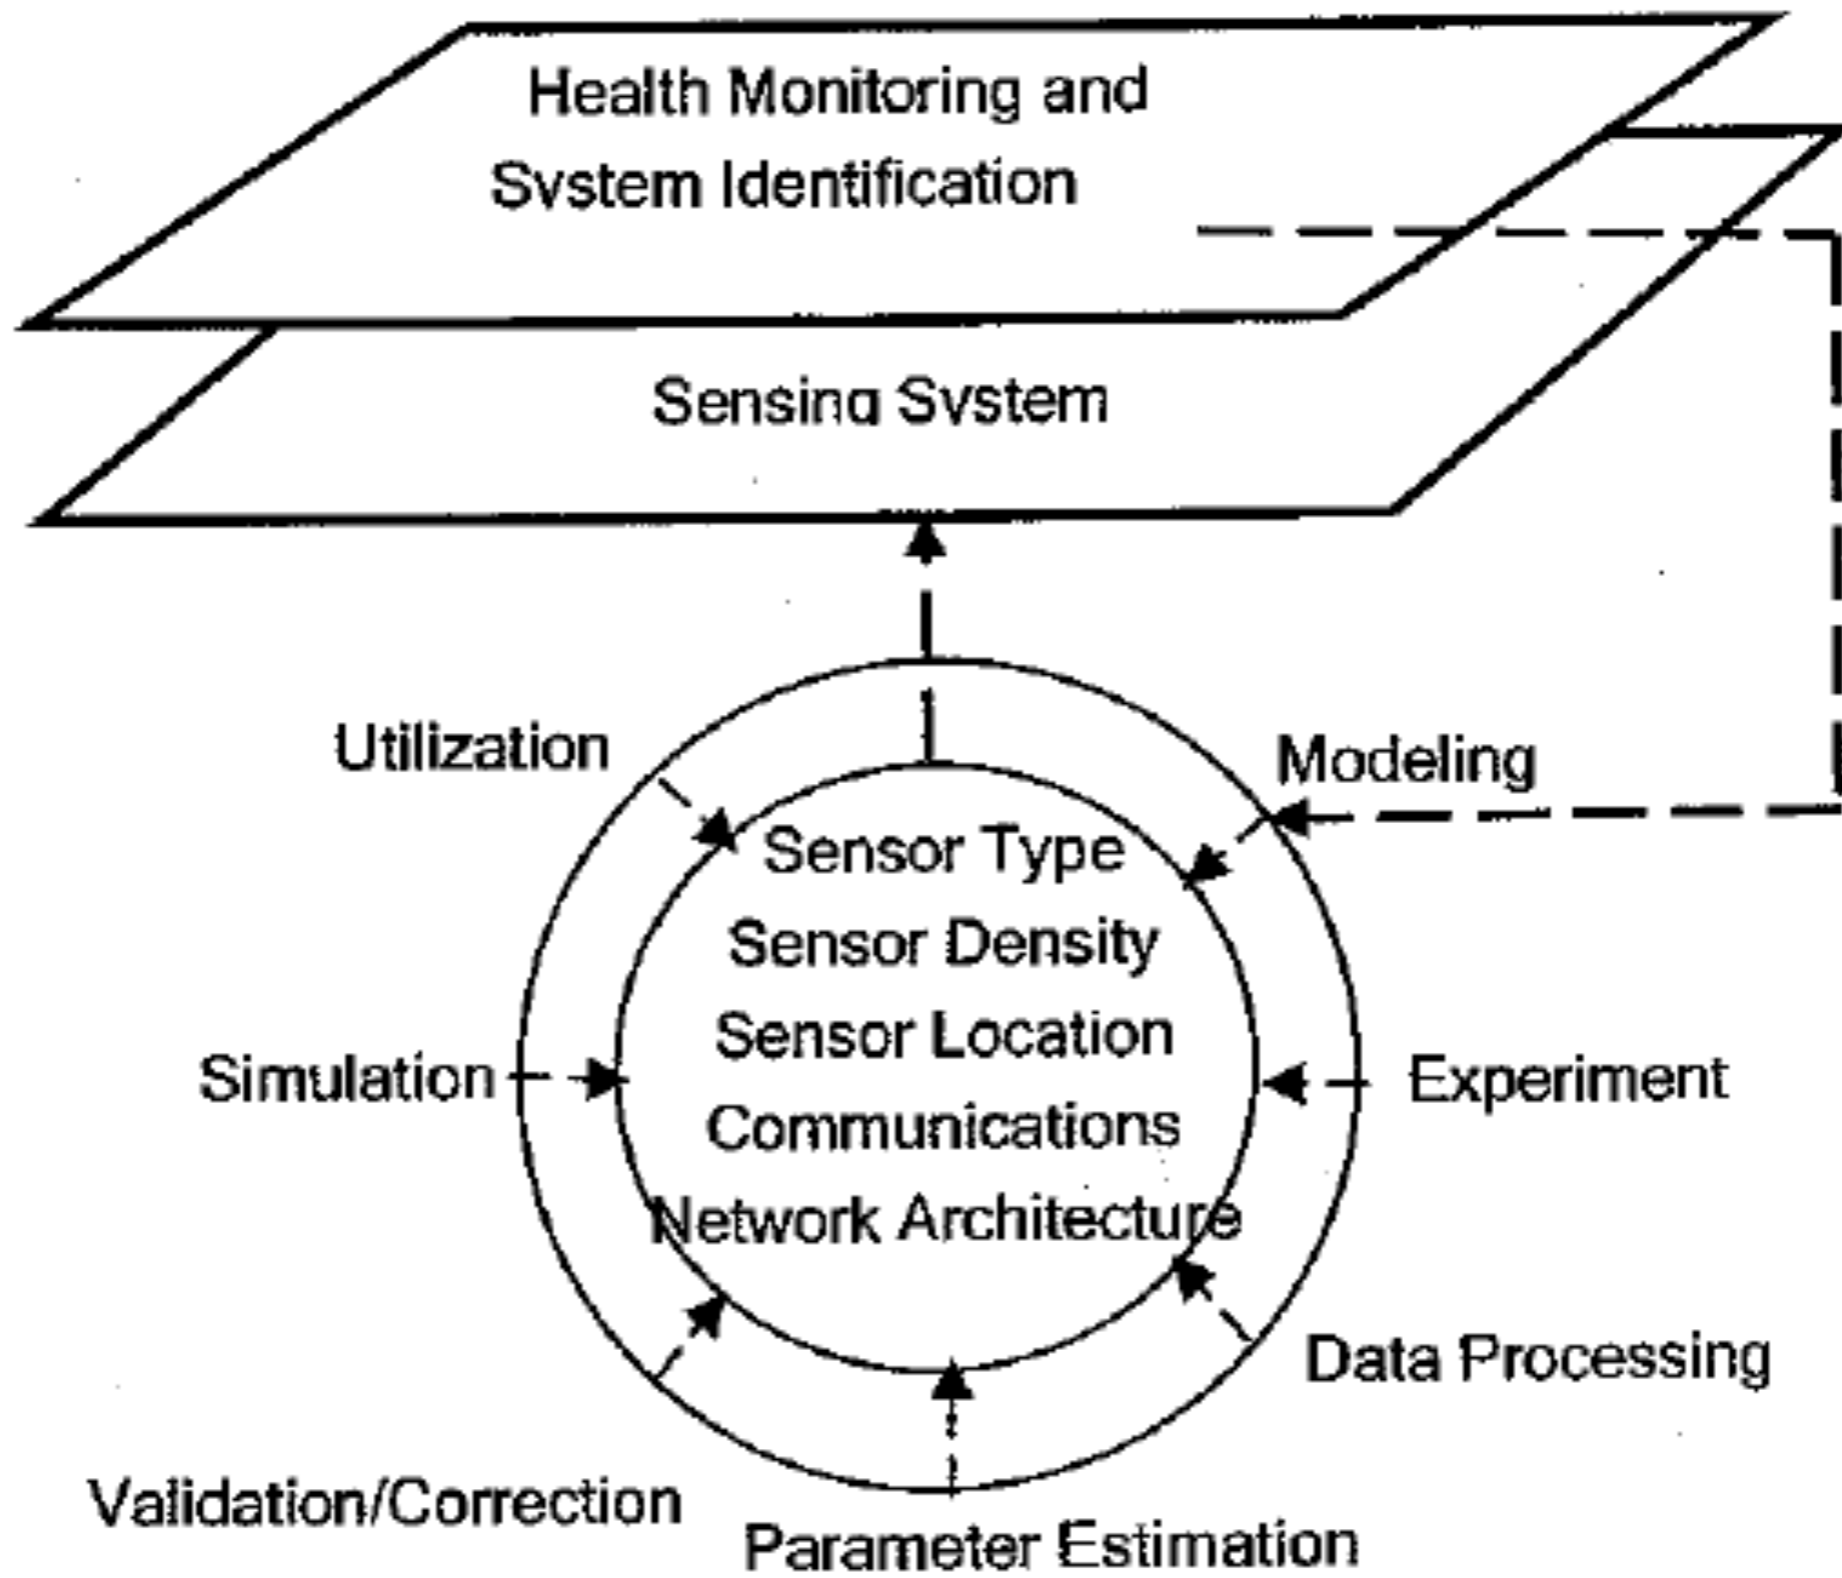 Health Monitoring and
System Identification
Sensing System
Utilization
Modeling
Sensor Type
Sensor Density
Sensor Location
Simulation
Experiment
Communications
Network Architecture
Data Processing
Validation/Correction
Parameter Estimation